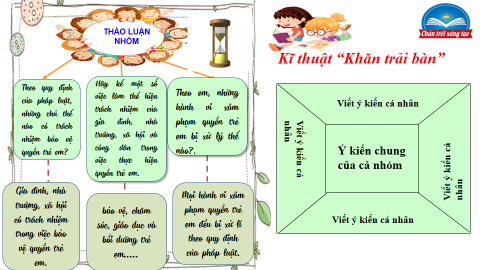 THẢO LUẬN
NHÓM
Theo quy định
của pháp luật,
những chủ thể
nào có trách
nhiệm bảo vệ
quyền trẻ em?
Hãy kể một số
việc làm thể hiện
trách nhiệm của
gia đình, nhà
trường, xã hội và
công dân trong
việc thực hiện
quyền trẻ em.
Theo em, những
hành vi xâm
phạm quyền trẻ
em bị xử lý thế
nào?.
Gia đình, nhà
trường, xã hội
có trách nhiệm
trong việc bảo
vệ quyền trẻ
em.
bảo vệ, chăm
sóc, giáo dục và
bồi dưỡng trẻ
em.....
Mọi hành vi xâm
phạm quyền trẻ
em đều bị xử lí
theo quy định
của pháp luật.
Chân trời sáng tạo
Kĩ thuật “Khăn trải bàn”
Viết ý kiến cá nhân
Viết ý kiến cá
nhân
Ý kiến chung
của cả nhóm
Viết ý kiến cá
nhân
Viết ý kiến cá nhân